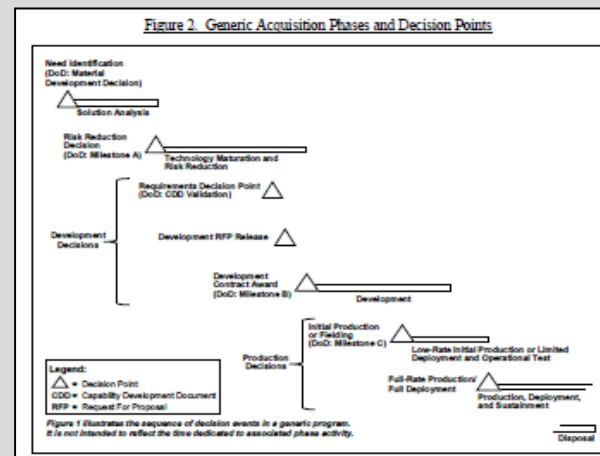 Figure 2. Generic Acquisition Phases and Decision Points
Need Identification
(DoD: Material
Development Decision)
Solution Analysis
Risk Reduction
Decision
(DoD: Milestone A)
Technology Maturation and
Risk Reduction
Requirements Decision Point
(DoD: CDD Validation)
Development
Decisions
Development RFP Release
Development
Contract Award
(DoD: Milestone B)
Development
Initial Production
or Fielding
(DoD: Milestone C)
Low-Rate Initial Production or Limited
Deployment and Operational Test
Production
Decisions
Full-Rate Production/
Full Deployment
Production, Deployment,
and Sustainment
Legend:
= Decision Point
CDD = Capability Development Document
RFP = Request For Proposal
Figure 1 illustrates the sequence of decision events in a generic program.
It is not intended to reflect the time dedicated to associated phase activity.
Disposal